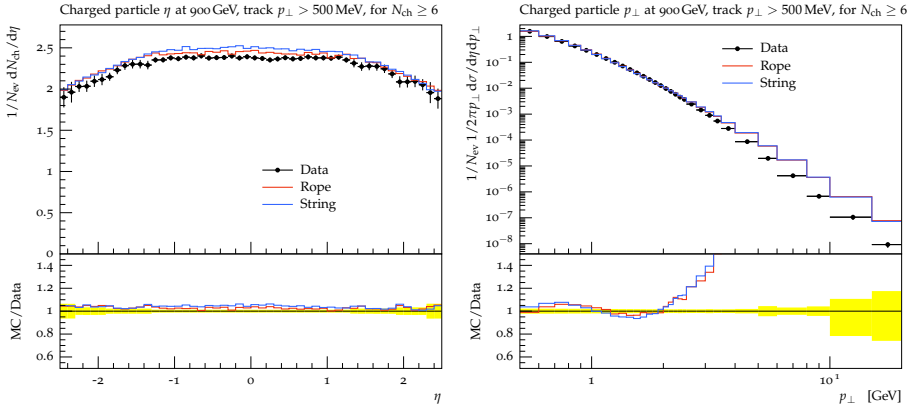 Charged particle η at 900 GeV, track p⊥ > 500 MeV, for Nch ≥ 6
1/Nev dNch/dη
2.5
2
1.5
1
0.5
0
Data
Rope
String
MC/Data
1.4
1.2
1
0.8
0.6
-2
-1
0
1
2
η
Charged particle p⊥ at 900 GeV, track p⊥ > 500 MeV, for Nch ≥ 6
1/Nev 1/2πp⊥ dσ/dηdp⊥
1
10−1
10−2
10−3
10−4
10−5
10−6
10−7
10−8
Data
Rope
String
MC/Data
1.4
1.2
1
0.8
0.6
1
10 1
p⊥ [GeV]